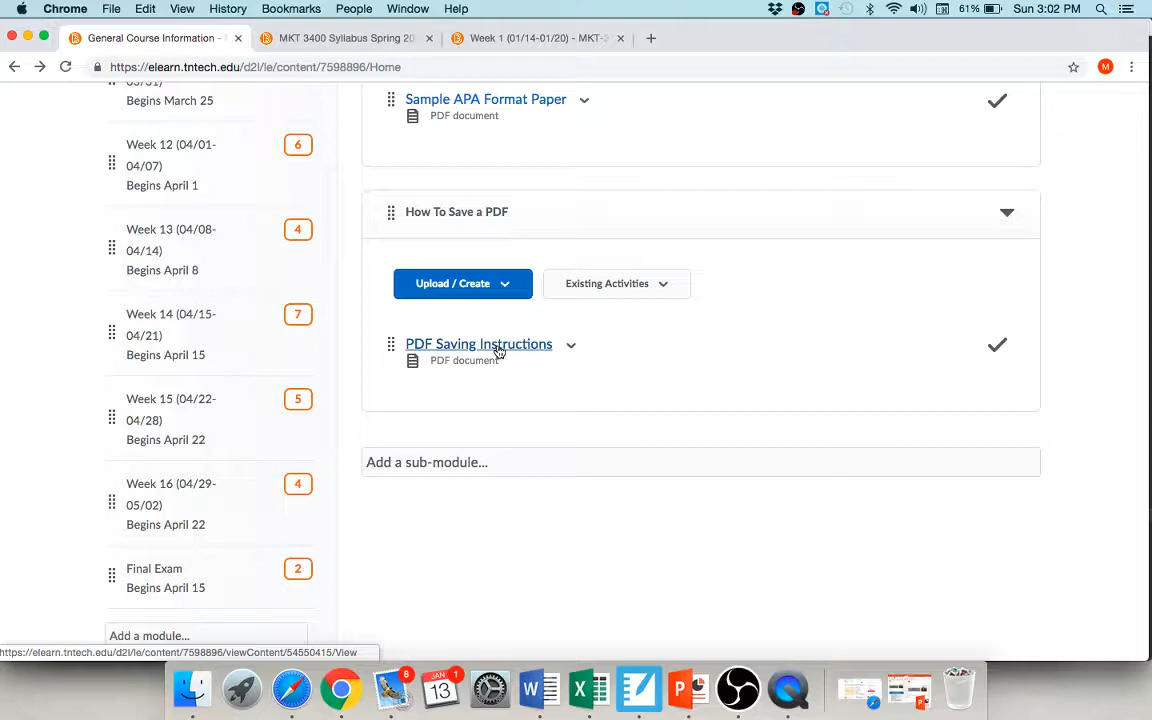 Chrome File Edit View History Bookmarks People Window Help 61% Sun 3:02 PM
General Course Information - MKT 3400 Syllabus Spring 20 Week 1 (01/14-01/20) - MKT-3
https://elearn.tntech.edu/d2l/le/content/7598896/Home M
03/31)
Begins March 25
Week 12 (04/01-
04/07)
Begins April 1
6
Week 13 (04/08-
04/14)
Begins April 8
4
Week 14 (04/15-
04/21)
Begins April 15
7
Week 15 (04/22-
04/28)
Begins April 22
5
Week 16 (04/29-
05/02)
Begins April 22
4
Final Exam
Begins April 15
2
Add a module...
Sample APA Format Paper
PDF document
How To Save a PDF
Upload / Create Existing Activities
PDF Saving Instructions
PDF document
Add a sub-module...
https://elearn.tntech.edu/d2l/le/content/7598896/viewContent/54550415/View
8
JAN 1
13
W
X
P